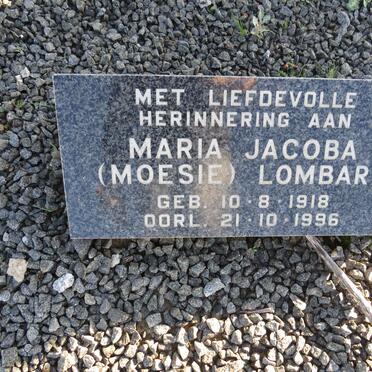 MET LIEFDEVOLLE
HERINNERING AAN
MARIA JACOBA
(MOESIE) LOMBAR
GEB. 10·8·1918
OORL. 21·10·1996